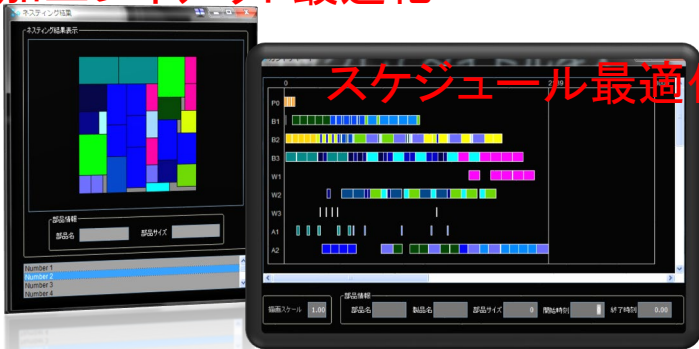 ネスティング結果
ネスティング結果表示
部品情報
部品名
部品サイズ
Number 1
Number 2
Number 3
Number 4
スケジュール最適化
0
P0
B1
B2
B3
W1
W2
W3
A1
A2
描画スケール 1.00
部品情報
部品名
製品名
部品サイズ 0
開始時刻
終了時刻 0.00